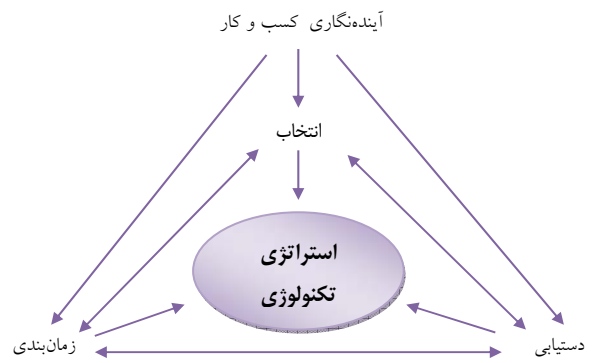 آینده‌نگاری کسب و کار
انتخاب
استراتژی
تکنولوژی
دستیابی
زمان‌بندی